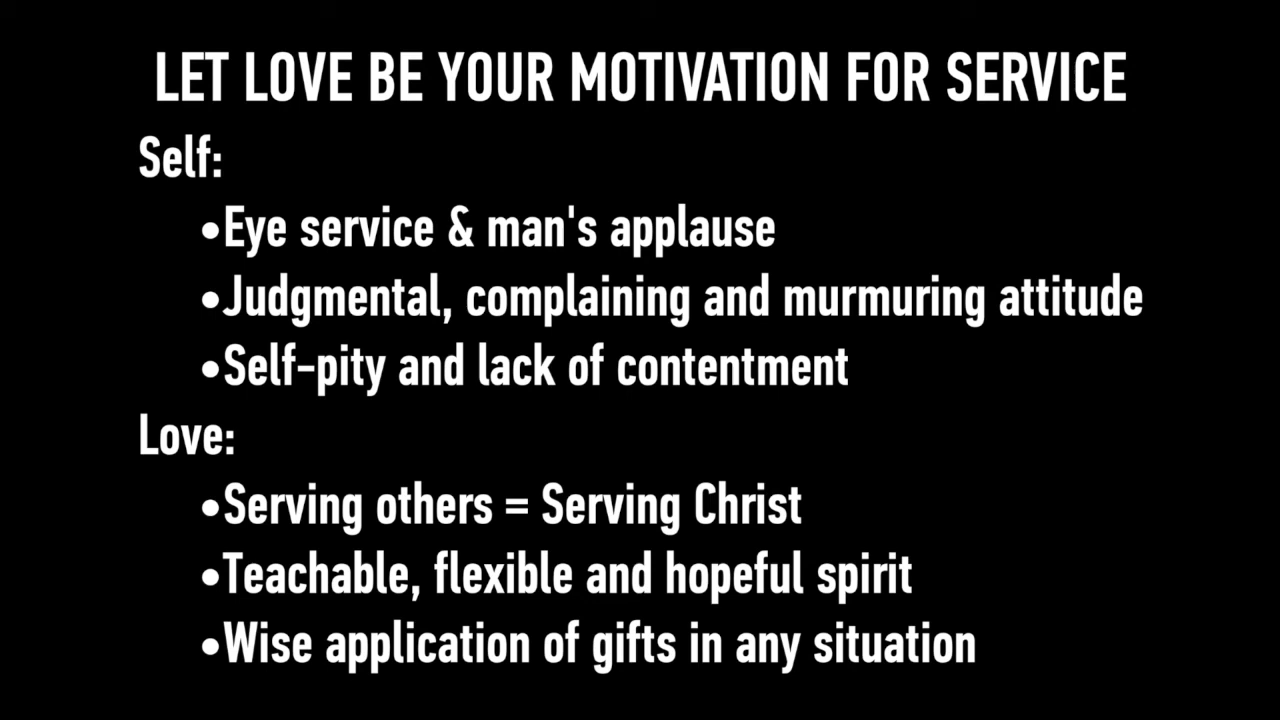 LET LOVE BE YOUR MOTIVATION FOR SERVICE
Self:
•Eye service & man's applause
•Judgmental, complaining and murmuring attitude
•Self-pity and lack of contentment
Love:
•Serving others = Serving Christ
•Teachable, flexible and hopeful spirit
•Wise application of gifts in any situation